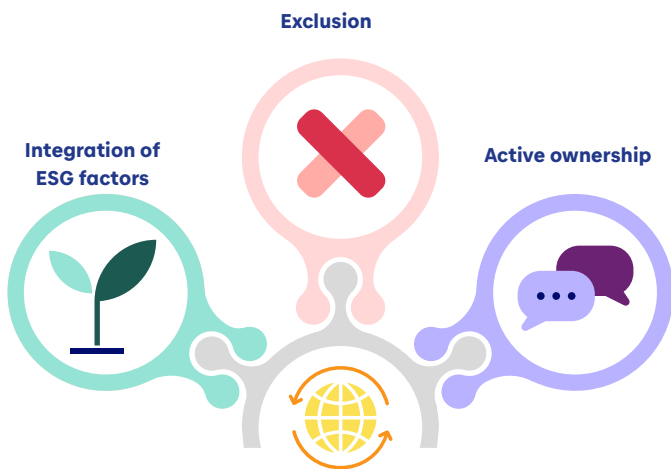 Exclusion
Integration of
ESG factors
Active ownership